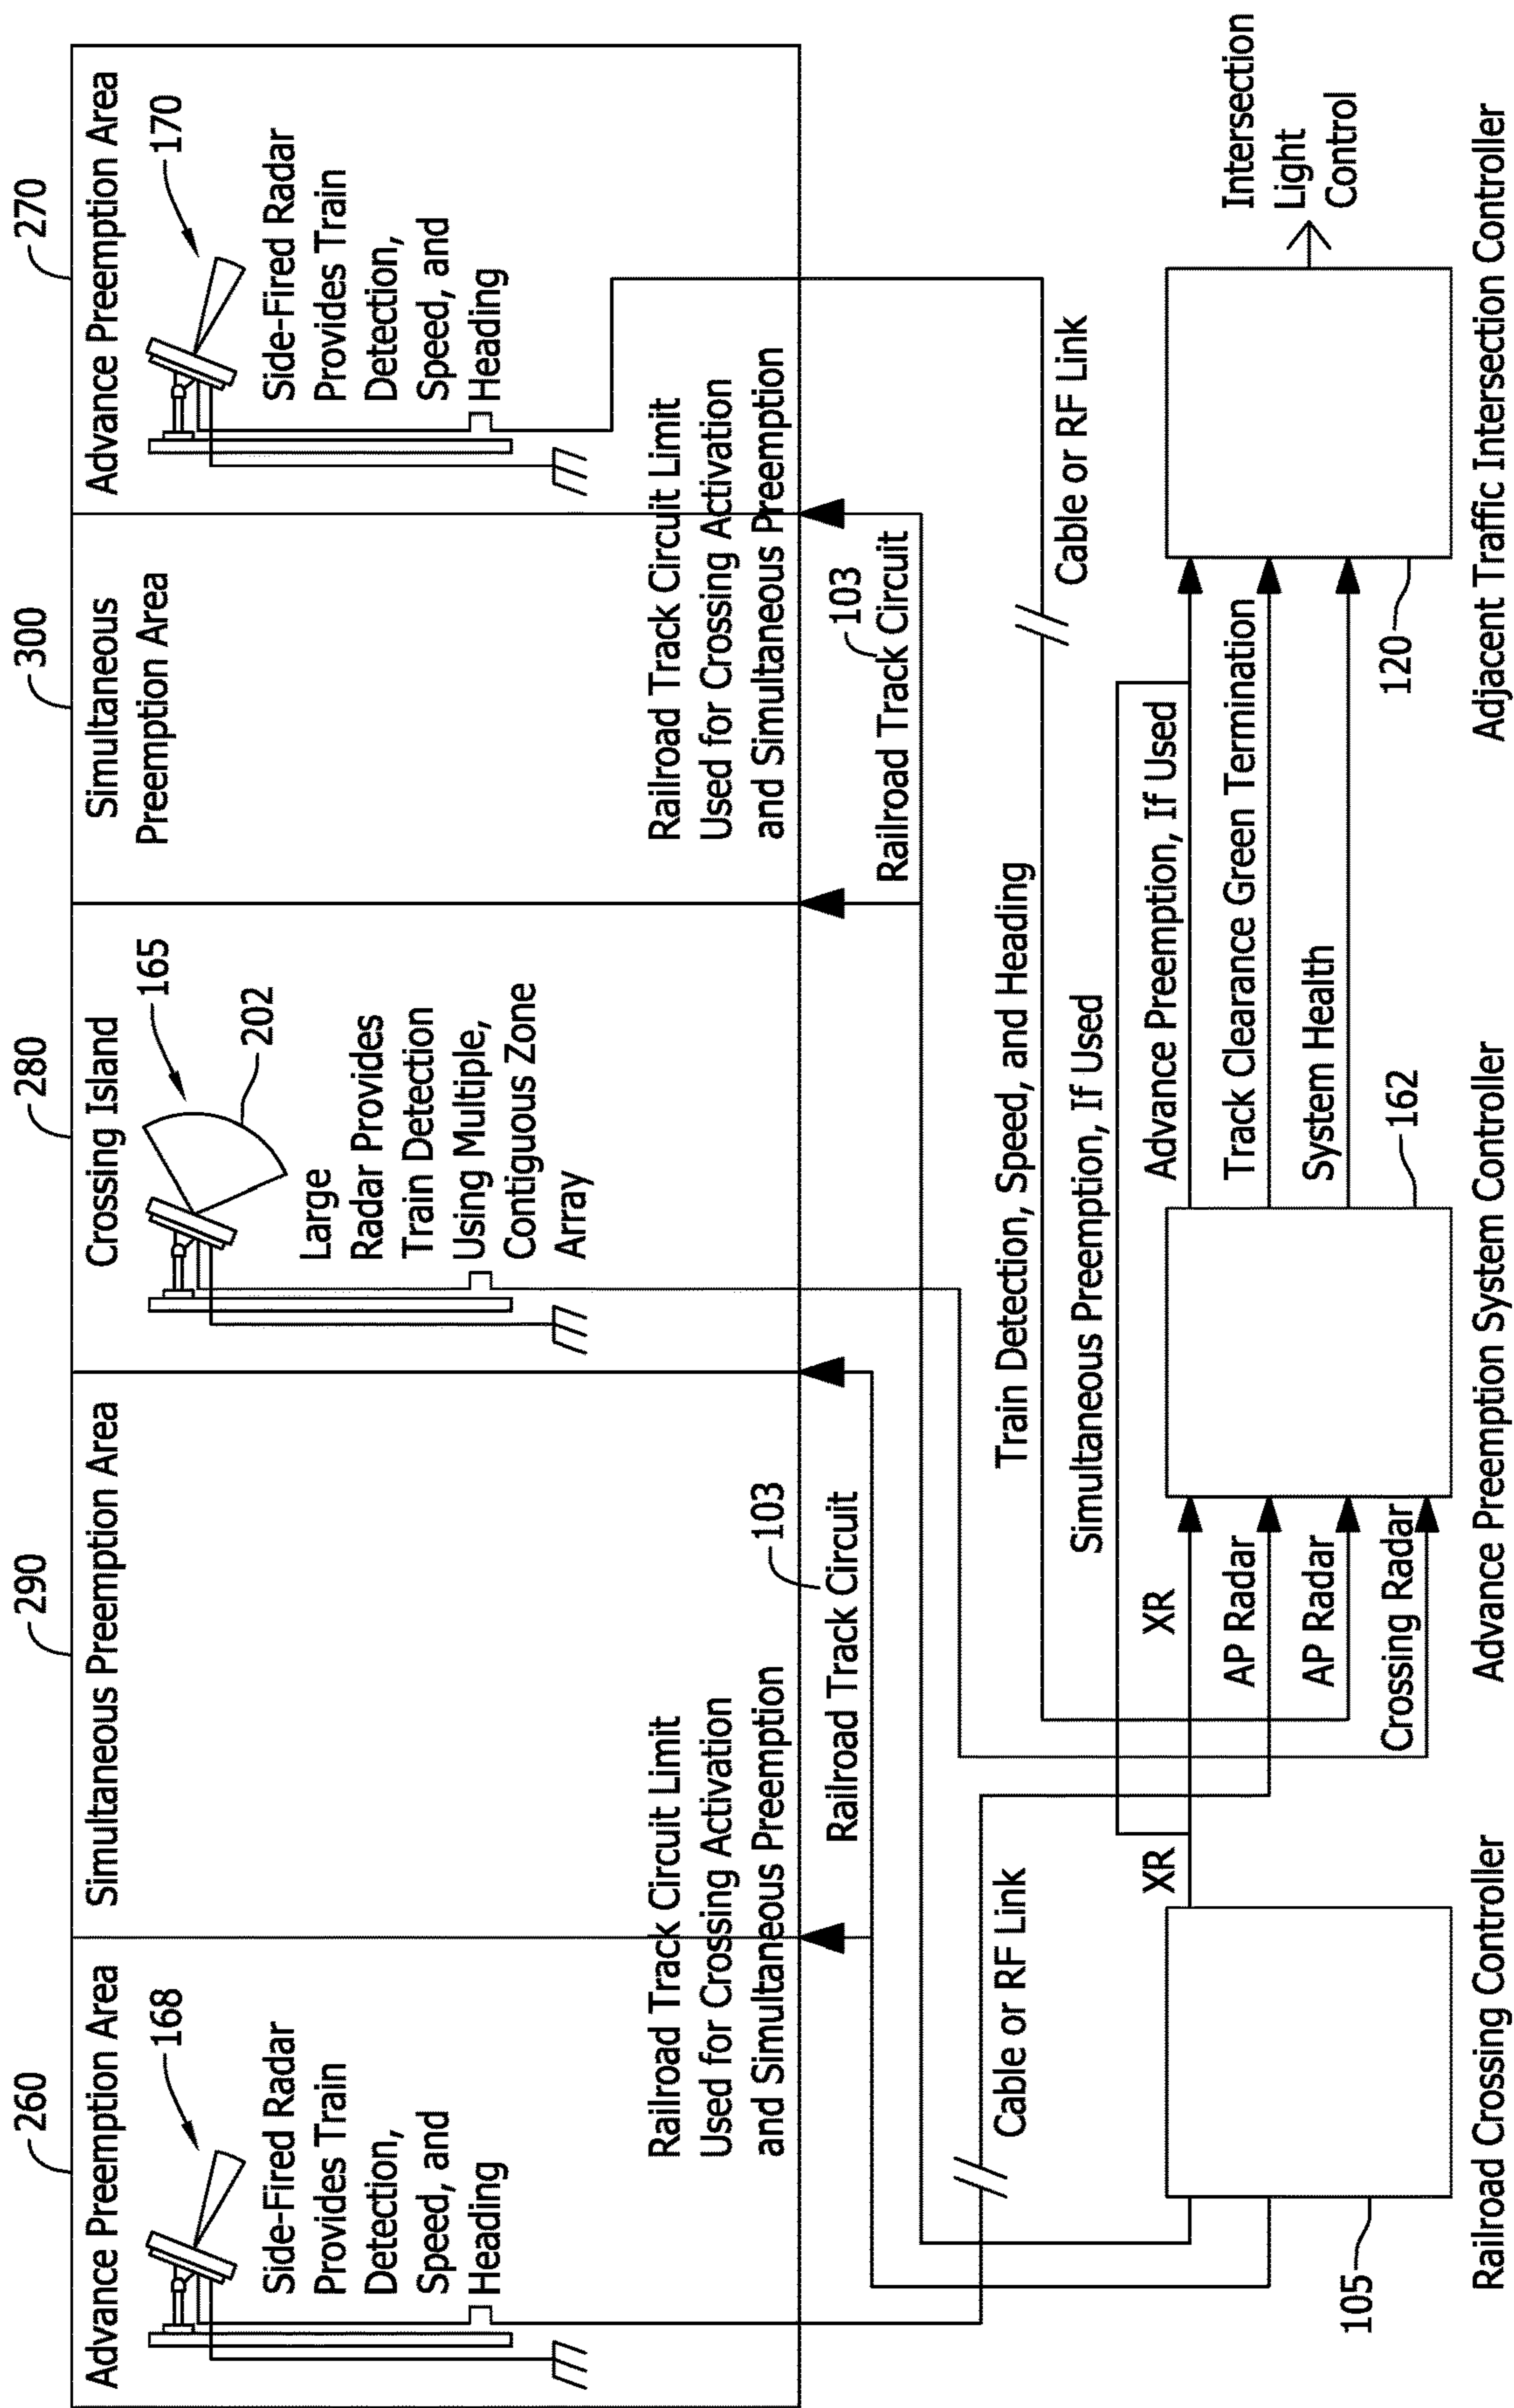 260
Advance Preemption Area
168
Side-Fired Radar
Provides Train
Detection,
Speed, and
Heading
290
Simultaneous Preemption Area
Railroad Track Circuit Limit
Used for Crossing Activation
and Simultaneous Preemption
103
Railroad Track Circuit
280
Crossing Island
165
202
Large
Radar Provides
Train Detection
Using Multiple,
Contiguous Zone
Array
300
Simultaneous
Preemption Area
Railroad Track Circuit Limit
Used for Crossing Activation
and Simultaneous Preemption
103
Railroad Track Circuit
270
Advance Preemption Area
170
Side-Fired Radar
Provides Train
Detection,
Speed, and
Heading
Cable or RF Link
Train Detection, Speed, and Heading
Cable or RF Link
Simultaneous Preemption, If Used
XR
XR
AP Radar
AP Radar
Crossing Radar
Advance Preemption, If Used
Track Clearance Green Termination
System Health
Intersection
Light
Control
105
162
120
Railroad Crossing Controller
Advance Preemption System Controller
Adjacent Traffic Intersection Controller